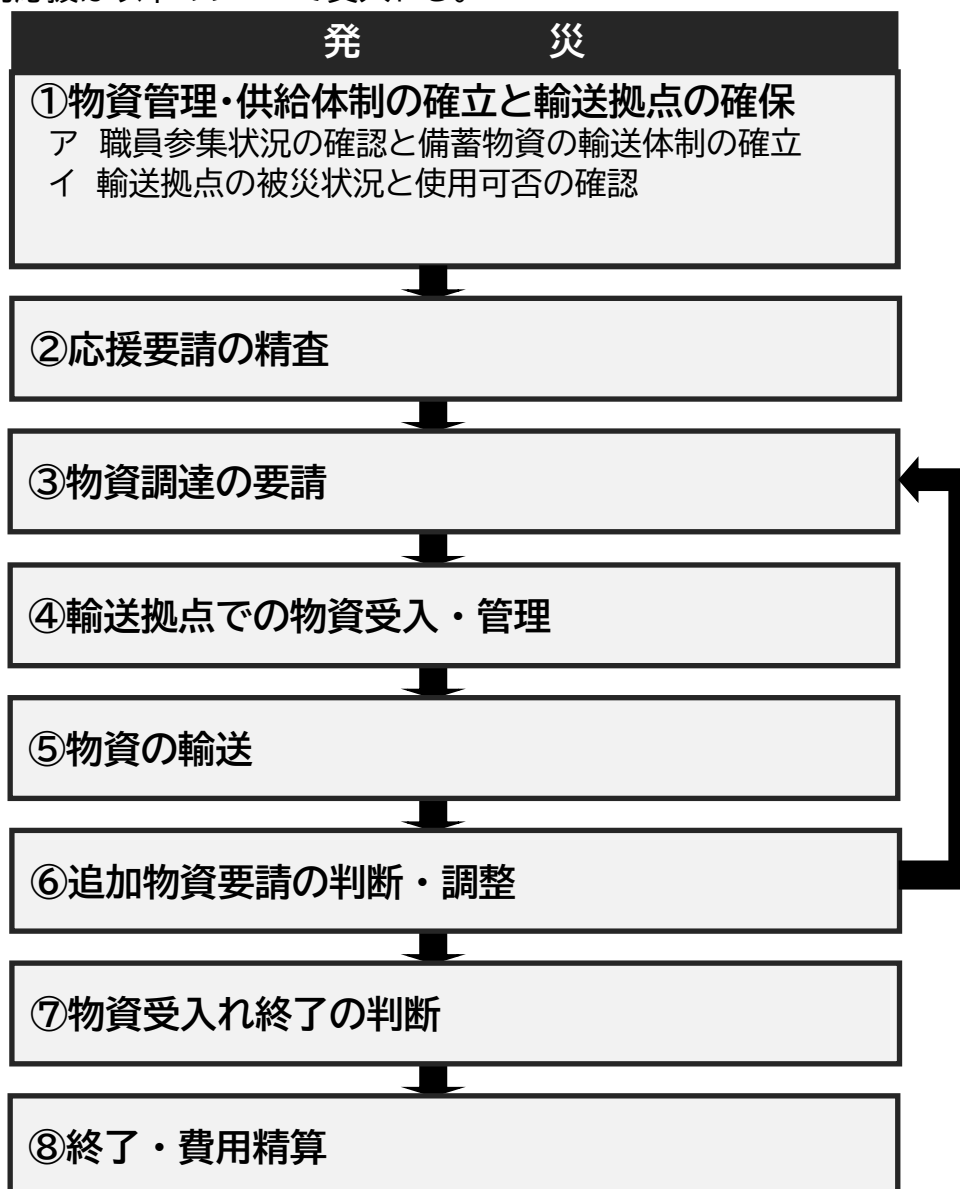 発 災
①物資管理・供給体制の確立と輸送拠点の確保
ア 職員参集状況の確認と備蓄物資の輸送体制の確立
イ 輸送拠点の被災状況と使用可否の確認
②応援要請の精査
③物資調達の要請
④輸送拠点での物資受入・管理
⑤物資の輸送
⑥追加物資要請の判断・調整
⑦物資受入れ終了の判断
⑧終了・費用精算